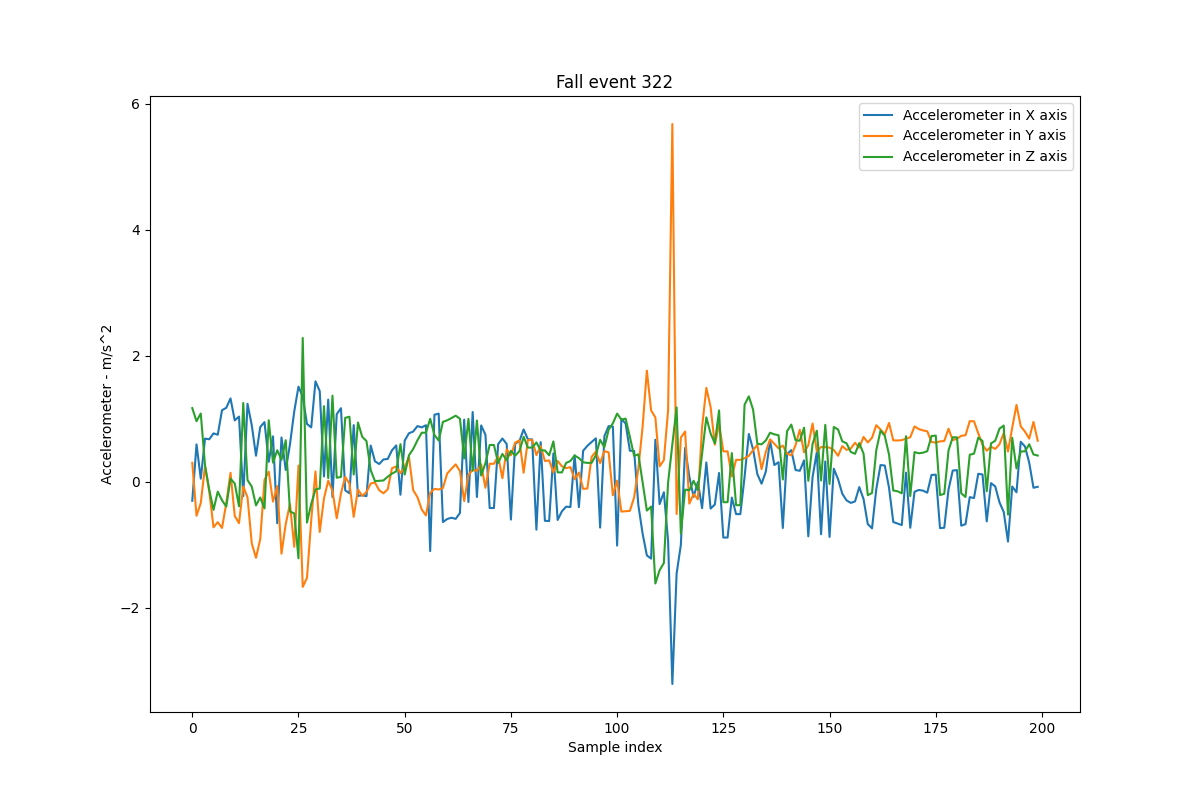 Fall event 322
Accelerometer in X axis
Accelerometer in Y axis
Accelerometer in Z axis
Accelerometer - m/s^2
6
4
2
0
−2
0 25 50 75 100 125 150 175 200
Sample index